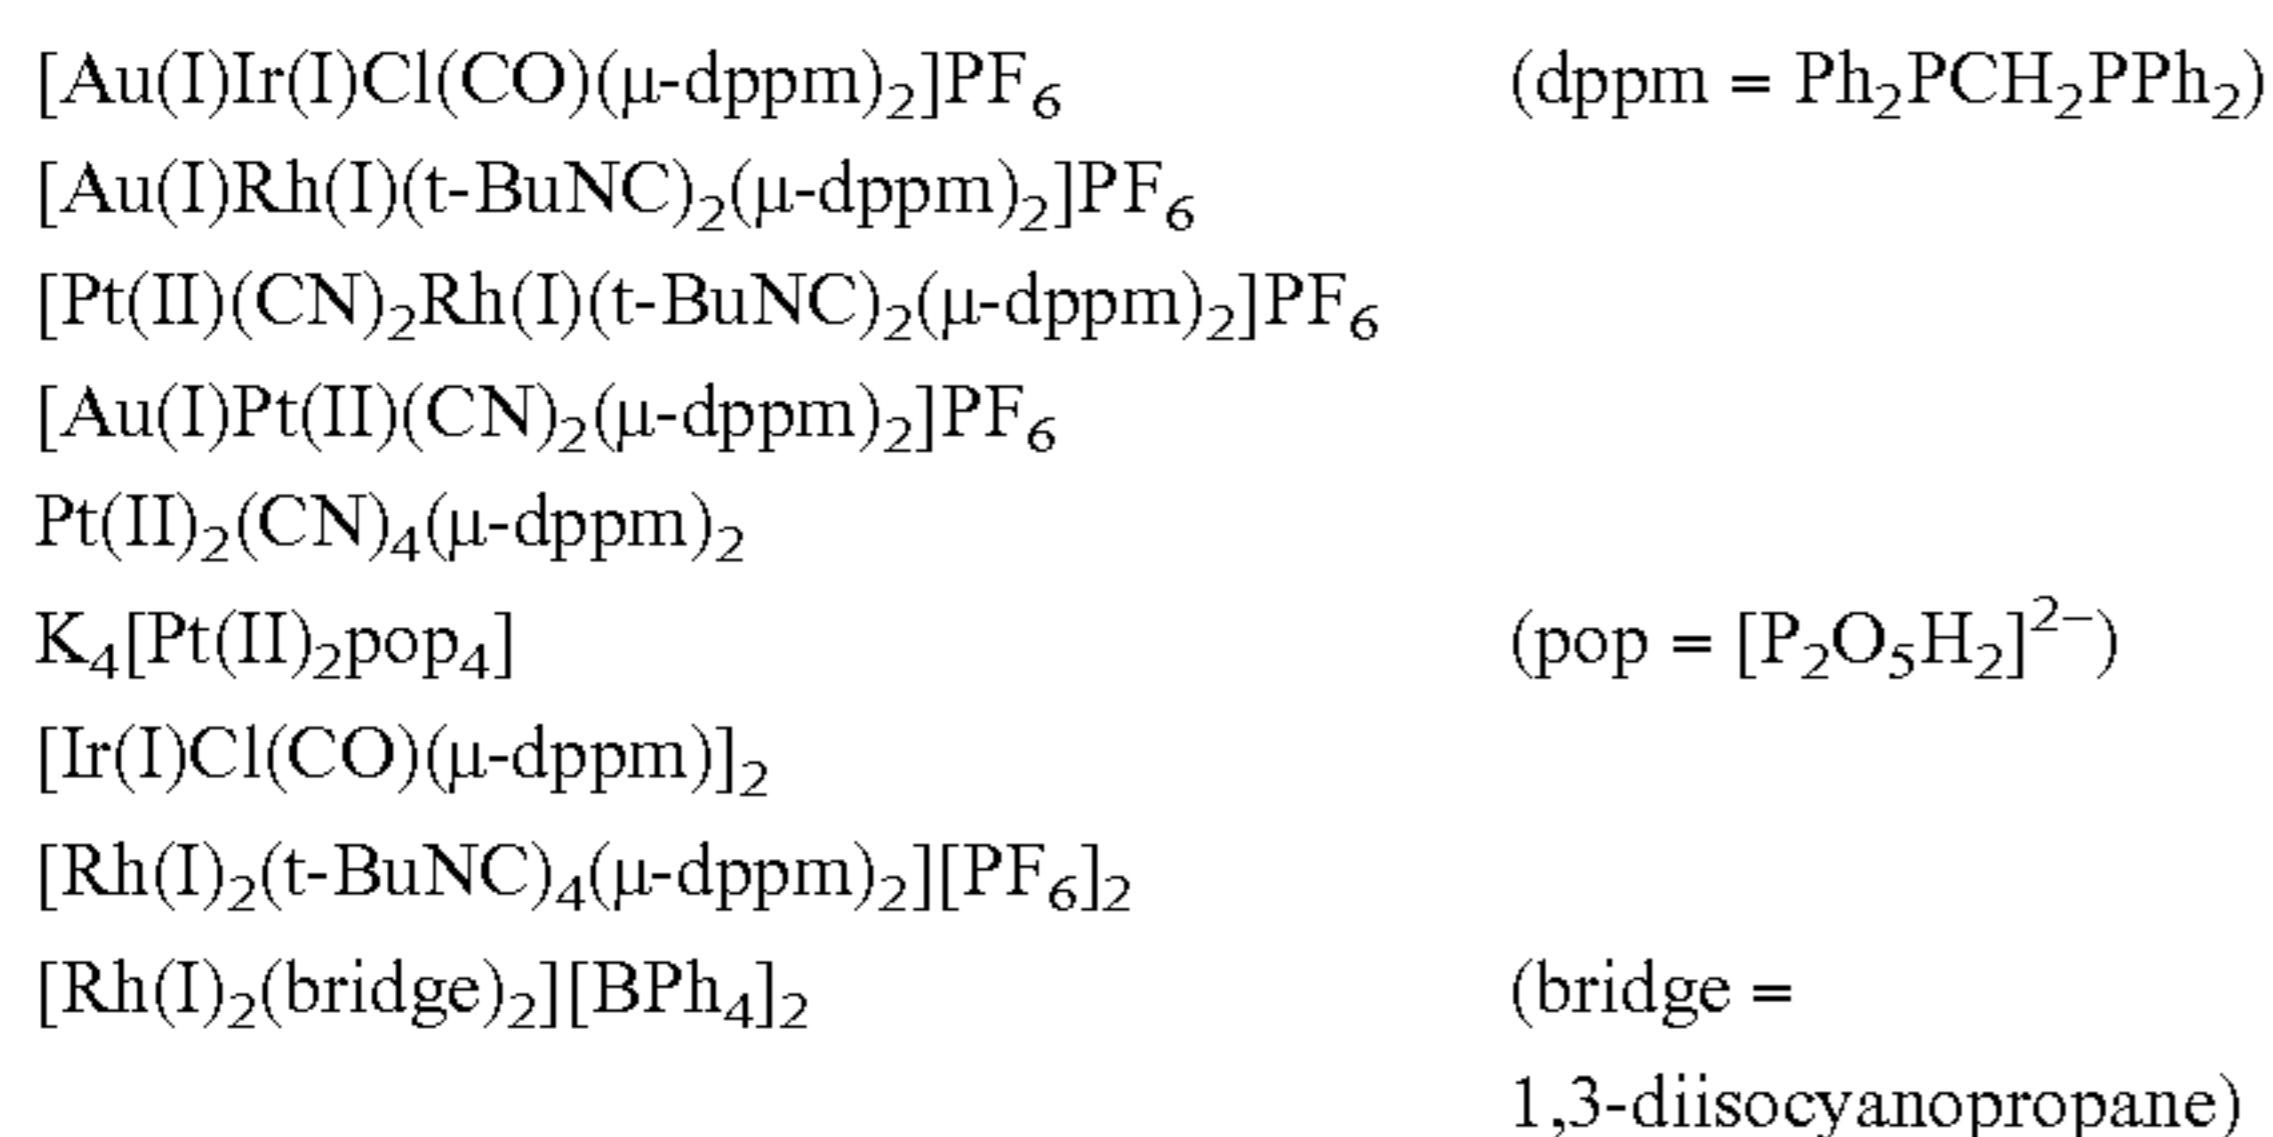 [Au(I)Ir(I)Cl(CO)(μ-dppm)₂]PF₆ (dppm = Ph₂PCH₂PPh₂)
[Au(I)Rh(I)(t-BuNC)₂(μ-dppm)₂]PF₆
[Pt(II)(CN)₂Rh(I)(t-BuNC)₂(μ-dppm)₂]PF₆
[Au(I)Pt(II)(CN)₂(μ-dppm)₂]PF₆
Pt(II)₂(CN)₄(μ-dppm)₂
K₄[Pt(II)₂pop₄] (pop = [P₂O₅H₂]²⁻)
[Ir(I)Cl(CO)(μ-dppm)]₂
[Rh(I)₂(t-BuNC)₄(μ-dppm)₂][PF₆]₂
[Rh(I)₂(bridge)₂][BPh₄]₂ (bridge =
1,3-diisocyanopropane)